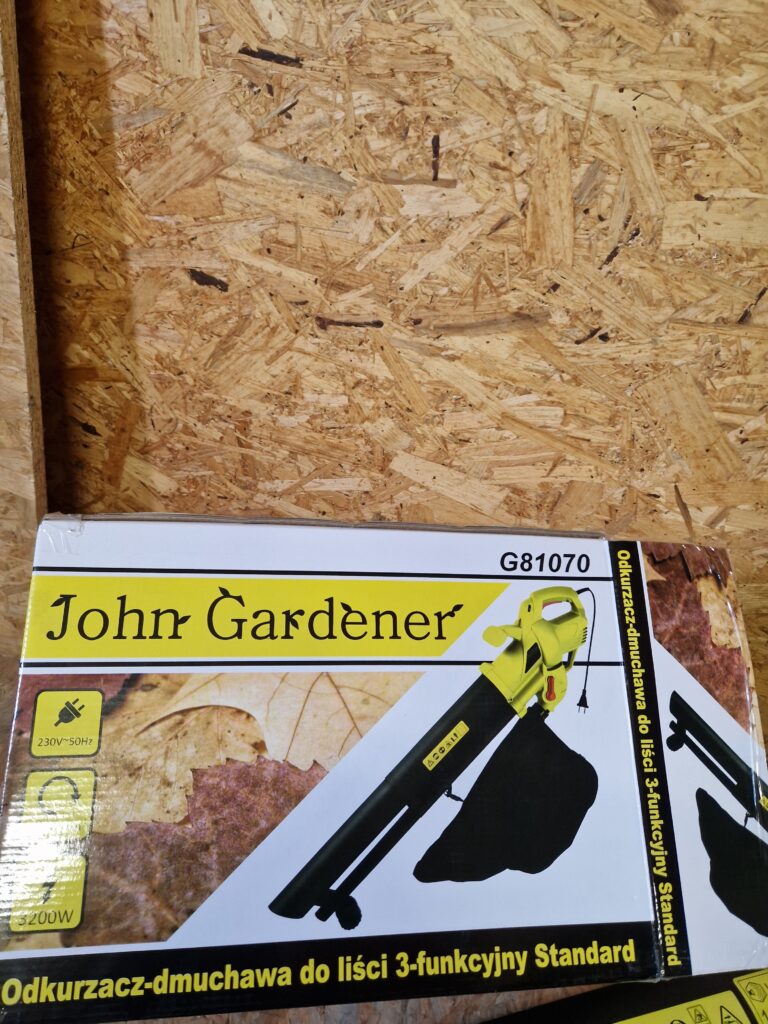 G81070
John Gardener
230V~50Hz
3200W
Odkurzacz-dmuchawa do liści 3-funkcyjny Standard
Odkurzacz-dmuchawa do liści 3-funkcyjny Standard